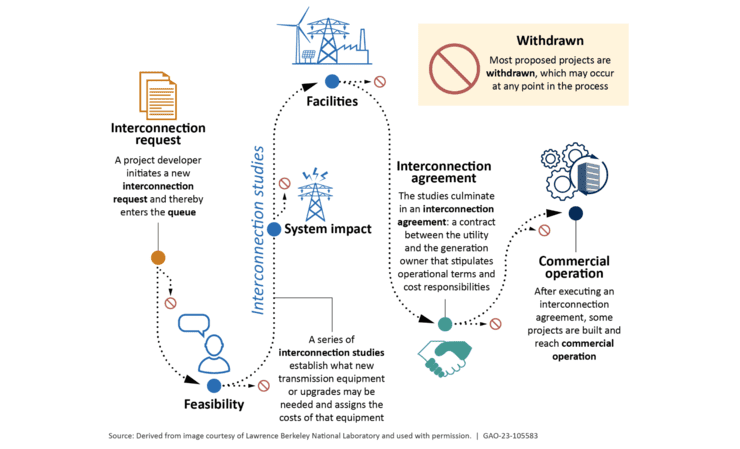 Withdrawn
Most proposed projects are
withdrawn, which may occur
at any point in the process
Interconnection
request
A project developer
initiates a new
interconnection
request and thereby
enters the queue
Feasibility
Interconnection studies
System impact
Facilities
A series of
interconnection studies
establish what new
transmission equipment
or upgrades may be
needed and assigns the
costs of that equipment
Interconnection
agreement
The studies culminate
in an interconnection
agreement: a contract
between the utility
and the generation
owner that stipulates
operational terms and
cost responsibilities
Commercial
operation
After executing an
interconnection
agreement, some
projects are built and
reach commercial
operation
Source: Derived from image courtesy of Lawrence Berkeley National Laboratory and used with permission. | GAO-23-105583